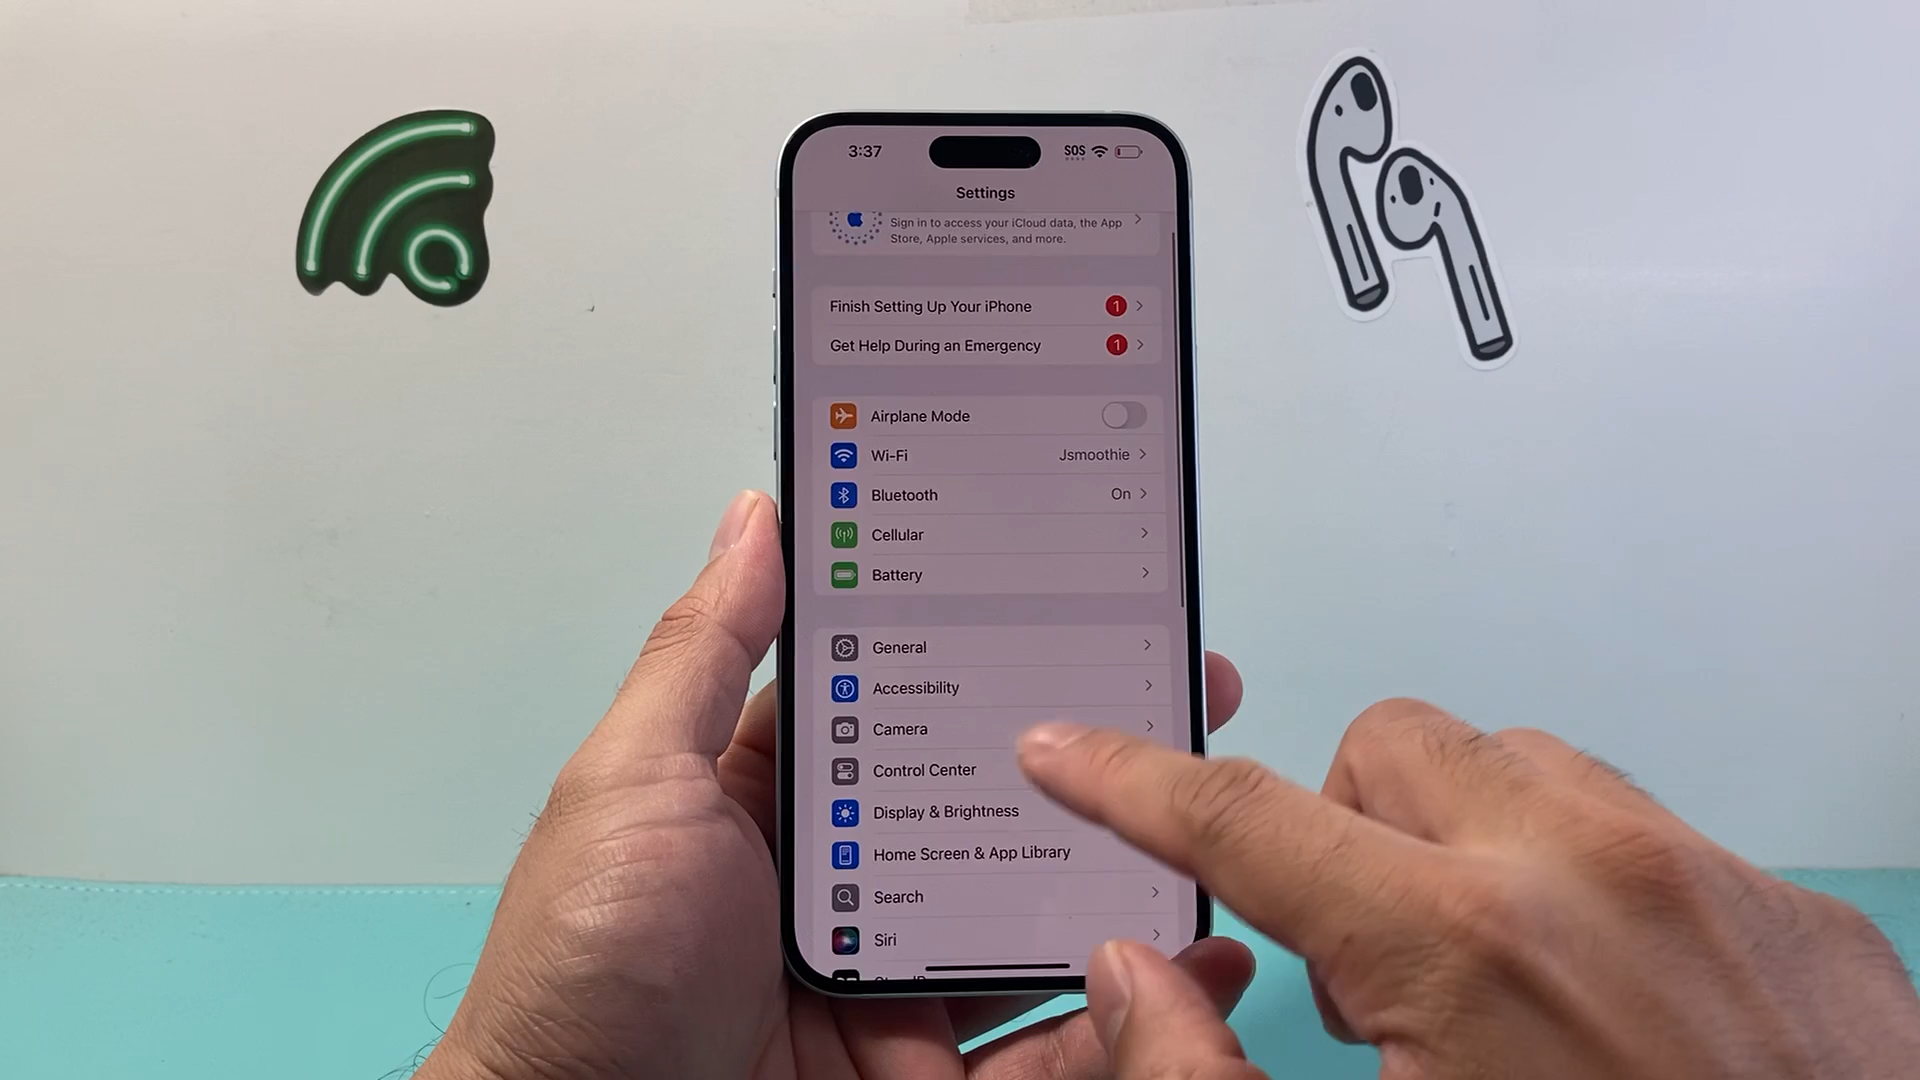 3:37
SOS
Settings
Sign in to access your iCloud data, the App
Store, Apple services, and more.
Finish Setting Up Your iPhone 1
Get Help During an Emergency 1
Airplane Mode
Wi-Fi Jsmoothie
Bluetooth On
Cellular
Battery
General
Accessibility
Camera
Control Center
Display & Brightness
Home Screen & App Library
Search
Siri